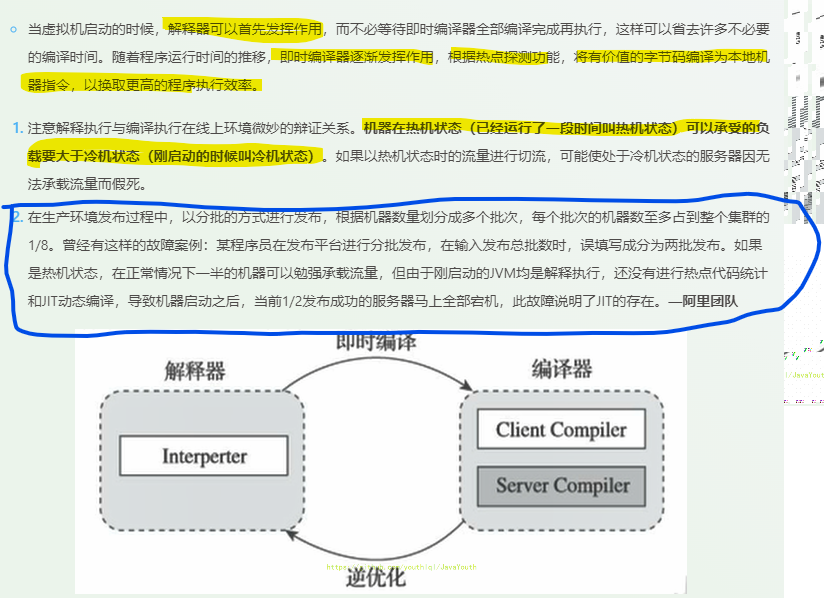 当虚拟机启动的时候，解释器可以首先发挥作用，而不必等待即时编译器全部编译完成再执行，这样可以省去许多不必
要的编译时间。随着程序运行时间的推移，即时编译器逐渐发挥作用，根据热点探测功能，将有价值的字节码编译为本地机
器指令，以换取更高的程序执行效率。
1. 注意解释执行与编译执行在线上环境微妙的辩证关系。机器在热机状态（已经运行了一段时间叫热机状态）可以承受的负
载要大于冷机状态（刚启动的时候叫冷机状态）。如果以热机状态时的流量进行切流，可能使处于冷机状态的服务器因无
法承载流量而假死。
2. 在生产环境发布过程中，以分批的方式进行发布，根据机器数量划分成多个批次，每个批次的机器数至多占到整个集群的
1/8。曾经有这样的故障案例：某程序员在发布平台进行分批发布，在输入发布总批数时，误填写成分为两批发布。如果
是热机状态，在正常情况下一半的机器可以勉强承载流量，但由于刚启动的JVM均是解释执行，还没有进行热点代码统计
和JIT动态编译，导致机器启动之后，当前1/2发布成功的服务器马上全部宕机，此故障说明了JIT的存在。—阿里团队
即时编译
解释器
编译器
Interperter
Client Compiler
Server Compiler
逆优化
/JavaYouth